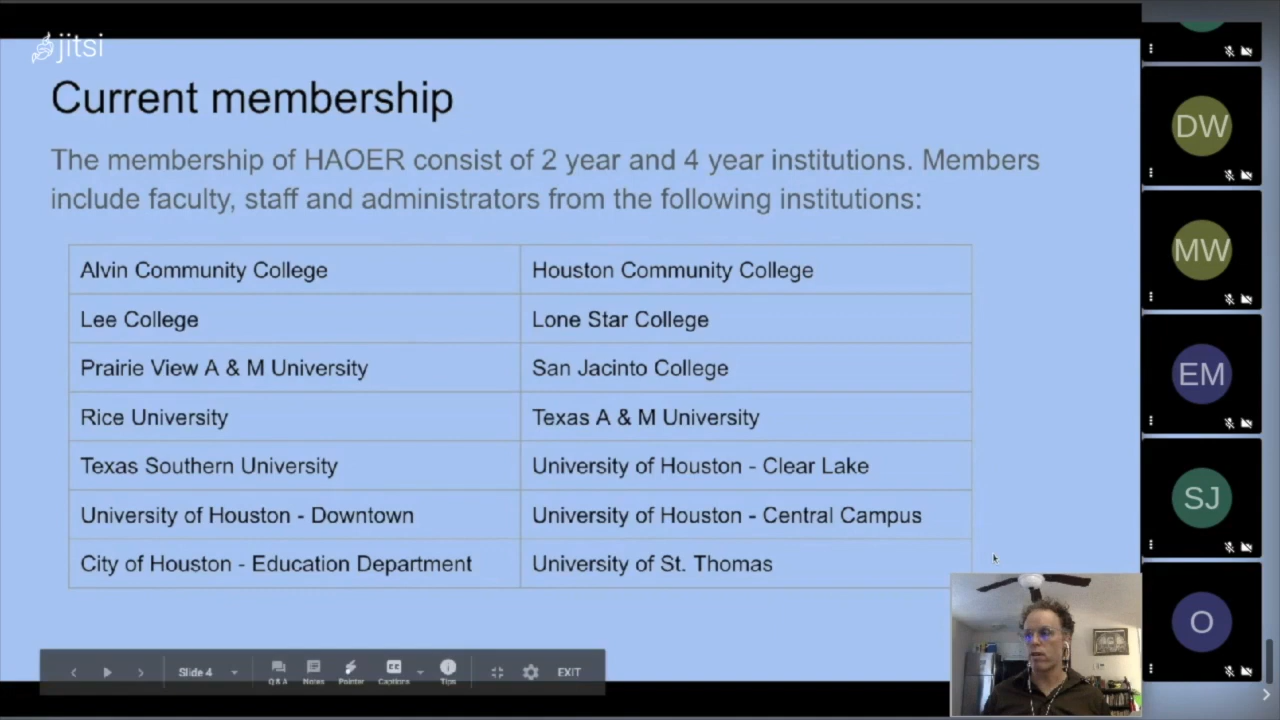 jitsi
Current membership
The membership of HAOER consist of 2 year and 4 year institutions. Members
include faculty, staff and administrators from the following institutions:
Alvin Community College
Houston Community College
Lee College
Lone Star College
Prairie View A & M University
San Jacinto College
Rice University
Texas A & M University
Texas Southern University
University of Houston - Clear Lake
University of Houston - Downtown
University of Houston - Central Campus
City of Houston - Education Department
University of St. Thomas
Slide 4
Q & A
Notes
Pointer
CC
Captions
Tips
EXIT
DW
MW
EM
SJ
O